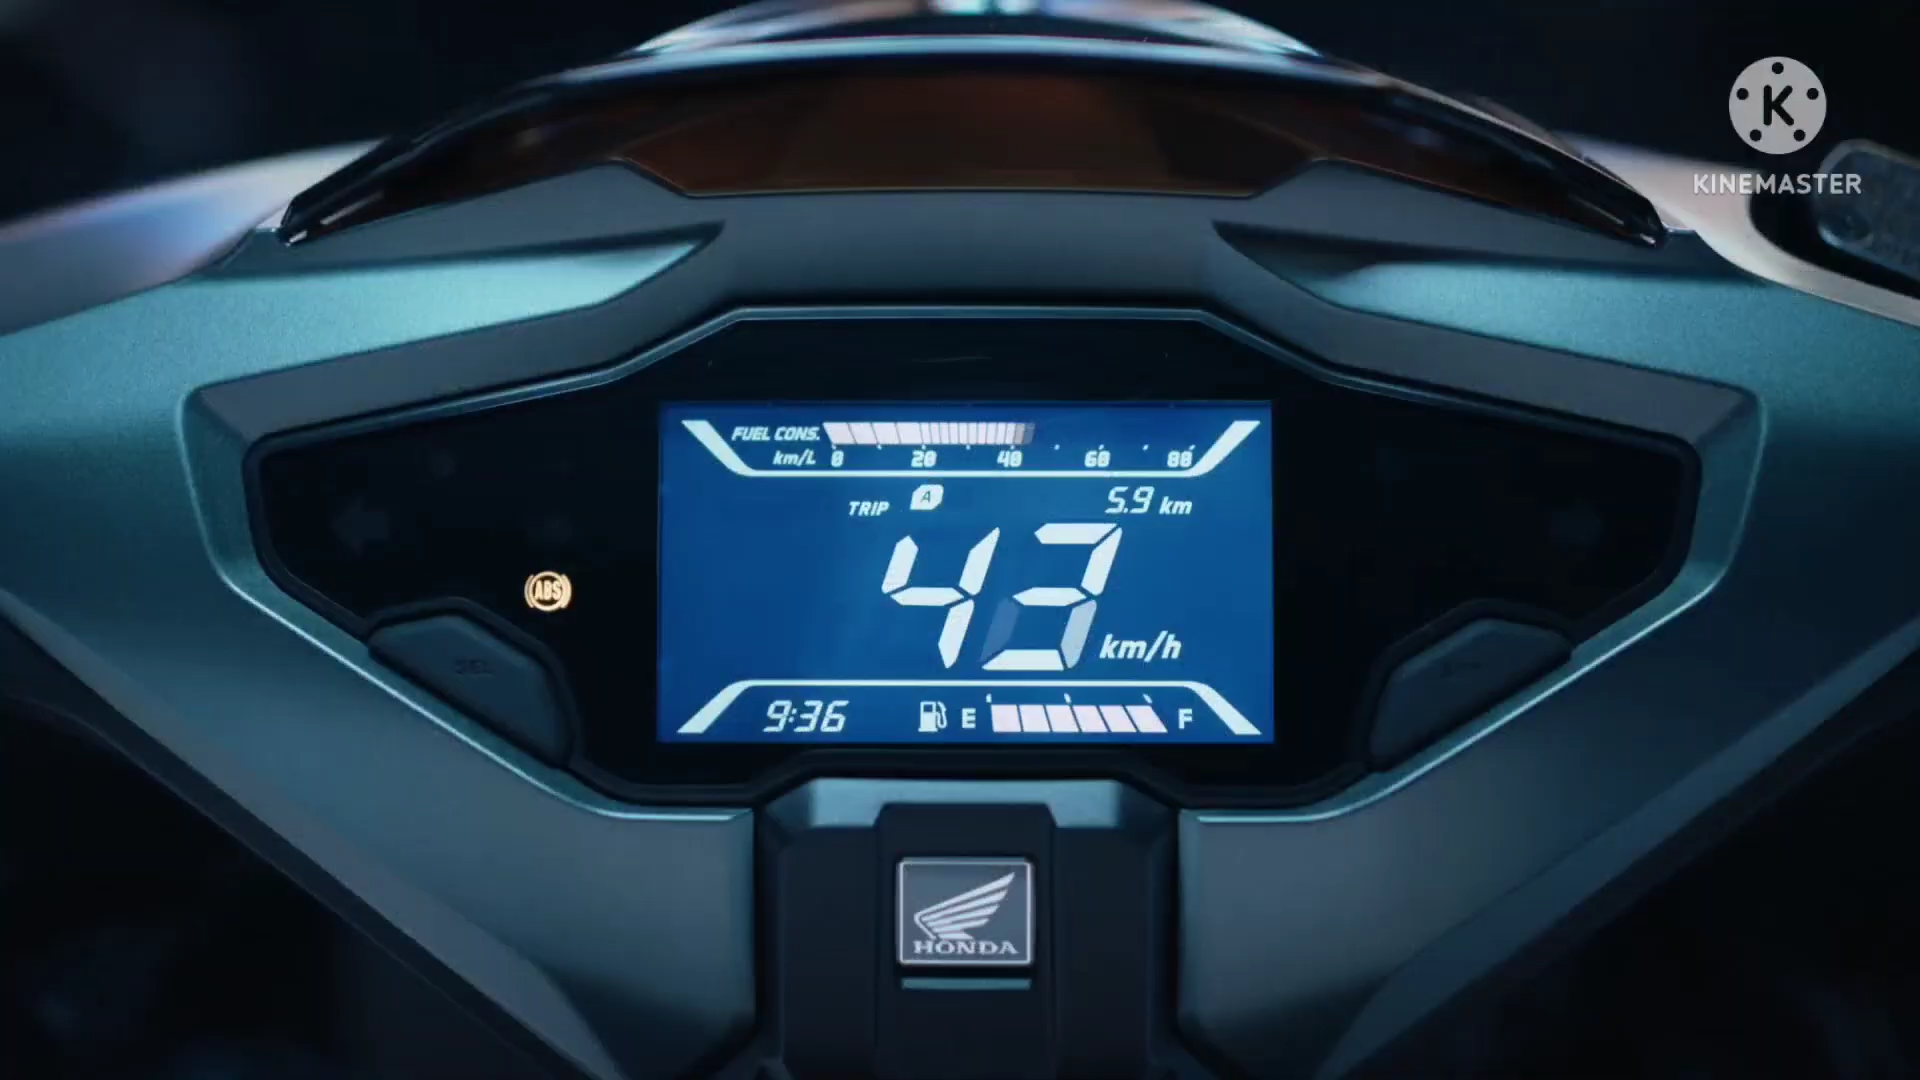 K
KINEMASTER
FUEL CONS.
km/L 0 20 40 60 80
TRIP A 5.9 km
43 km/h
ABS
SEL
9:36 E F
HONDA